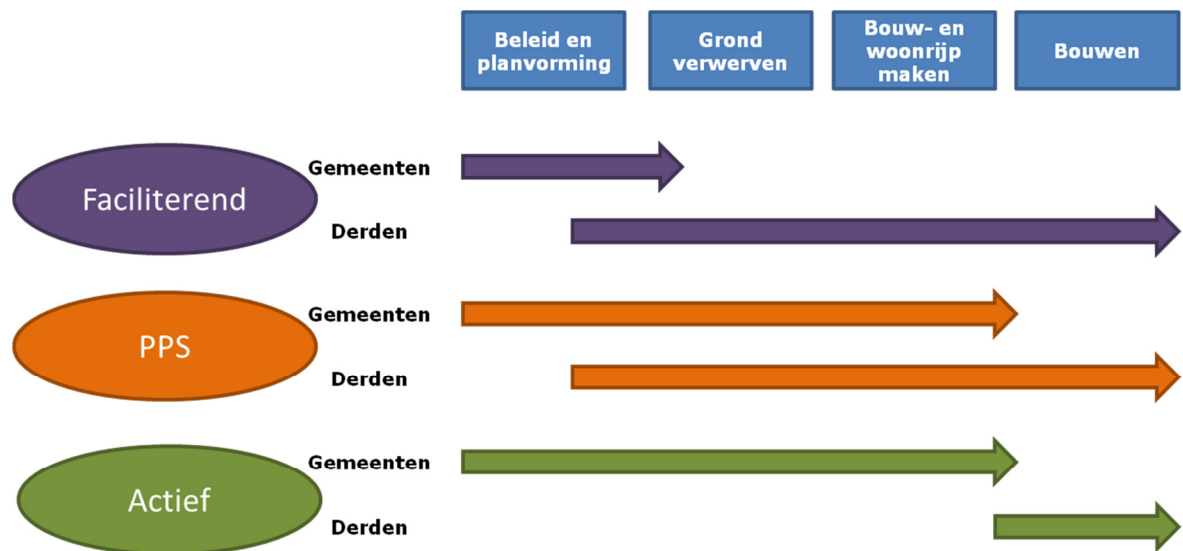 Beleid en
planvorming
Grond
verwerven
Bouw- en
woonrijp
maken
Bouwen
Faciliterend
Gemeenten
Derden
PPS
Gemeenten
Derden
Actief
Gemeenten
Derden